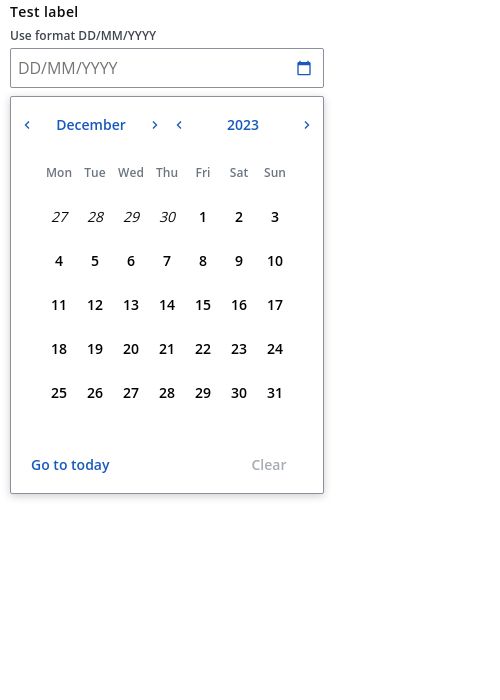 Test label
Use format DD/MM/YYYY
DD/MM/YYYY
December 2023
Mon Tue Wed Thu Fri Sat Sun
27 28 29 30 1 2 3
4 5 6 7 8 9 10
11 12 13 14 15 16 17
18 19 20 21 22 23 24
25 26 27 28 29 30 31
Go to today Clear